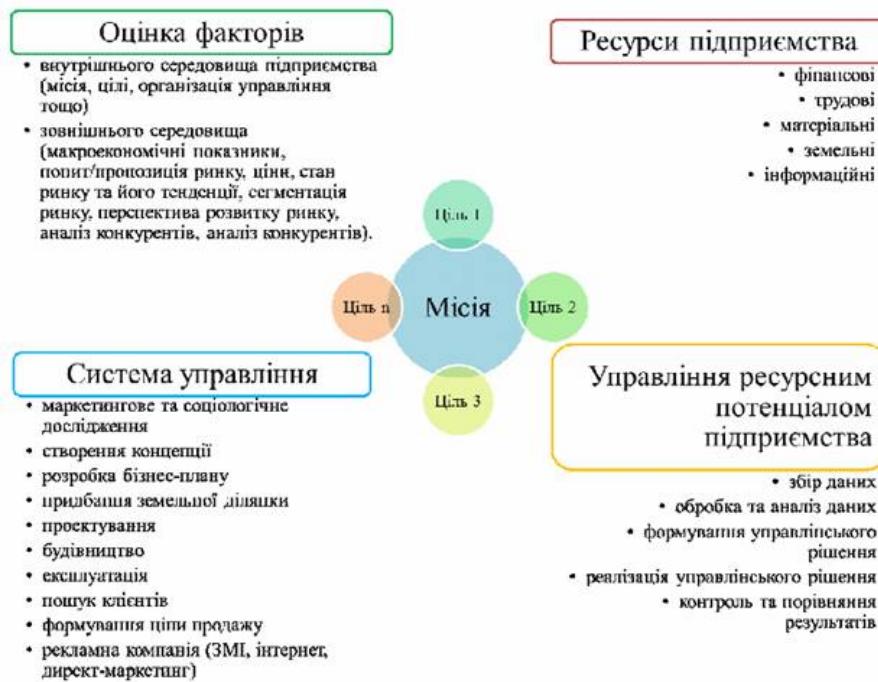 Оцінка факторів
• внутрішнього середовища підприємства
(місія, цілі, організація управління
тощо)
• зовнішнього середовища
(макроекономічні показники,
попит/пропозиція ринку, ціни, стан
ринку та його тенденції, сегментація
ринку, перспектива розвитку ринку,
аналіз конкурентів, аналіз конкурентів).
Ресурси підприємства
• фінансові
• трудові
• матеріальні
• земельні
• інформаційні
Ціль 1
Ціль n
Місія
Ціль 2
Ціль 3
Система управління
• маркетингове та соціологічне
дослідження
• створення концепції
• розробка бізнес-плану
• придбання земельної ділянки
• проектування
• будівництво
• експлуатація
• пошук клієнтів
• формування ціни продажу
• рекламна компанія (ЗМІ, інтернет,
директ-маркетинг)
Управління ресурсним
потенціалом
підприємства
• збір даних
• обробка та аналіз даних
• формування управлінського
рішення
• реалізація управлінського рішення
• контроль та порівняння
результатів